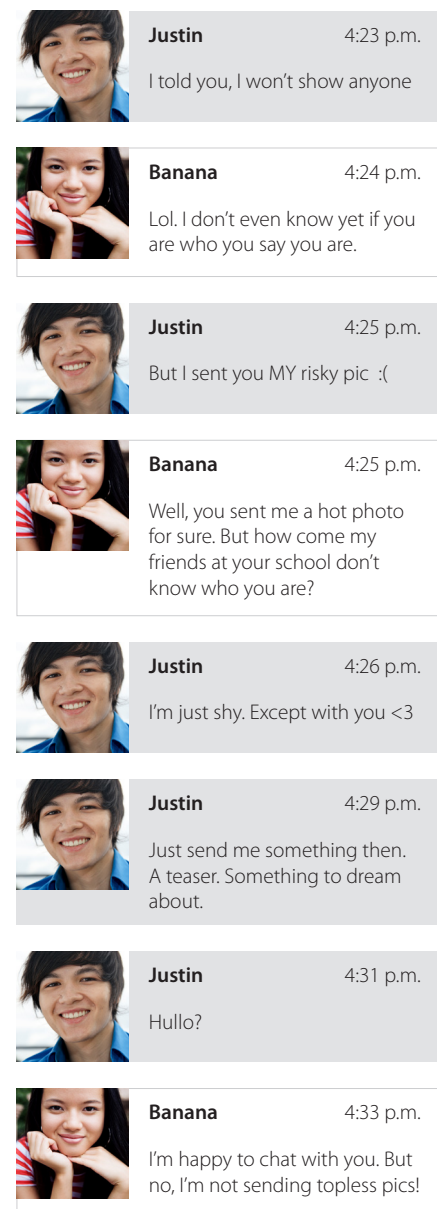 Justin 4:23 p.m.
I told you, I won't show anyone
Banana 4:24 p.m.
Lol. I don't even know yet if you
are who you say you are.
Justin 4:25 p.m.
But I sent you MY risky pic :(
Banana 4:25 p.m.
Well, you sent me a hot photo
for sure. But how come my
friends at your school don't
know who you are?
Justin 4:26 p.m.
I'm just shy. Except with you <3
Justin 4:29 p.m.
Just send me something then.
A teaser. Something to dream
about.
Justin 4:31 p.m.
Hullo?
Banana 4:33 p.m.
I'm happy to chat with you. But
no, I'm not sending topless pics!